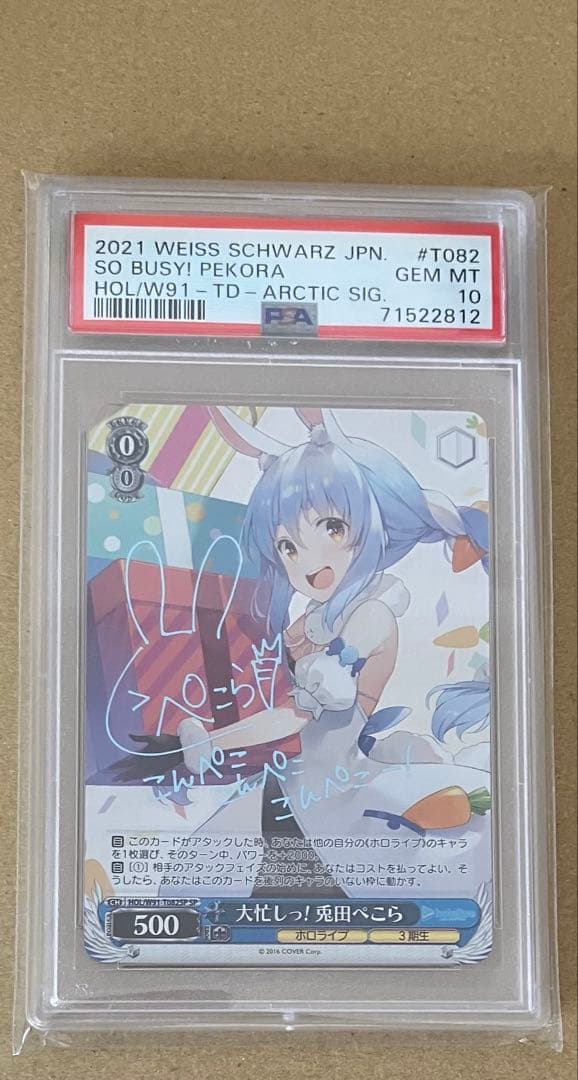 2021 WEISS SCHWARZ JPN. #T082
SO BUSY! PEKORA GEM MT
HOL/W91-TD-ARCTIC SIG. 10
PSA 71522812
0
0
ぺこら
こんぺこ
こんぺこ
こんぺこー!
自 このカードがアタックした時、あなたは他の自分の《ホロライブ》のキャラ
を1枚選び、そのターン中、パワーを+2000。
自 [①] 相手のアタックフェイズの始めに、あなたはコストを払ってよい。そ
うしたら、あなたはこのカードを後列のキャラのいない枠に動かす。
HOL/W91-T082SP SP
500 大忙しっ! 兎田ぺこら
ホロライブ 3期生
© 2016 COVER Corp.